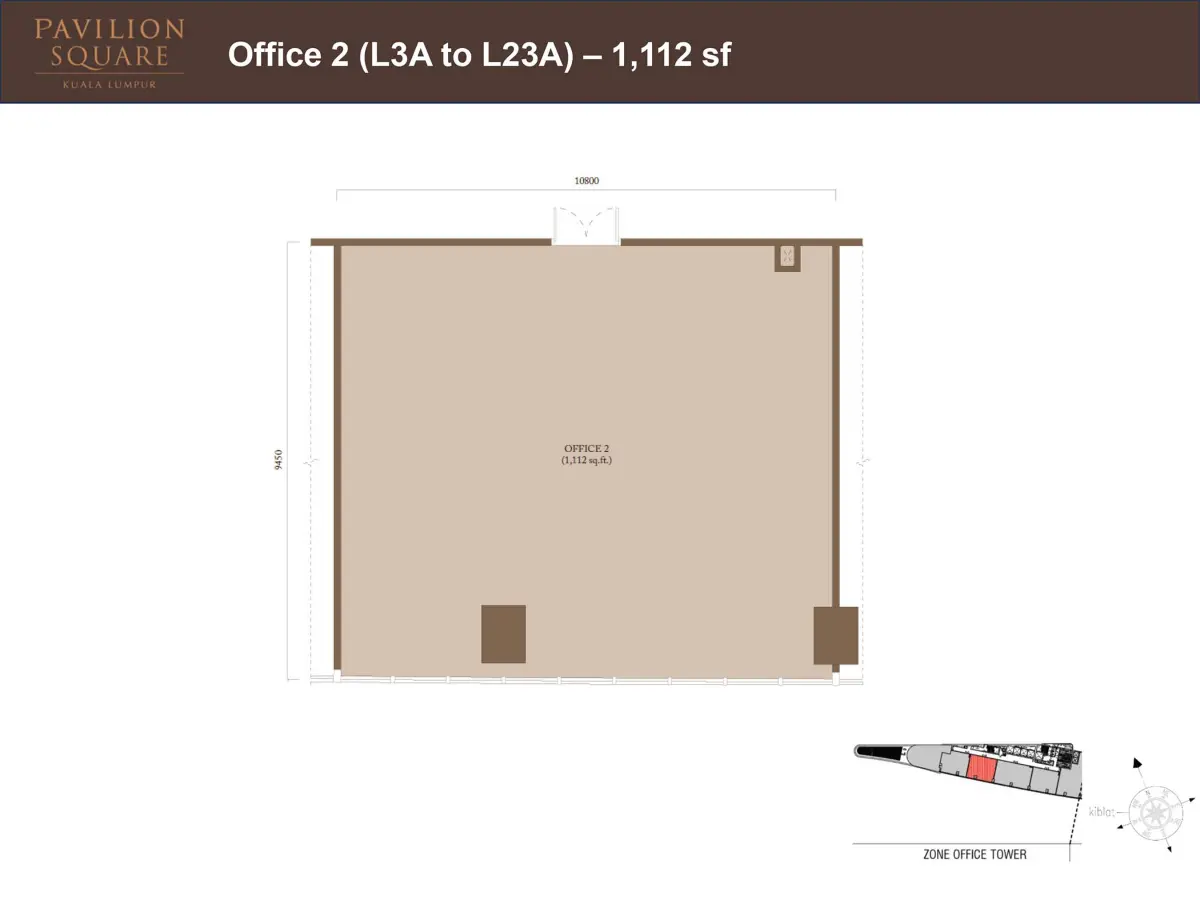 PAVILION
SQUARE
KUALA LUMPUR
Office 2 (L3A to L23A) – 1,112 sf
10800
9450
OFFICE 2
(1,112 sq.ft.)
ZONE OFFICE TOWER